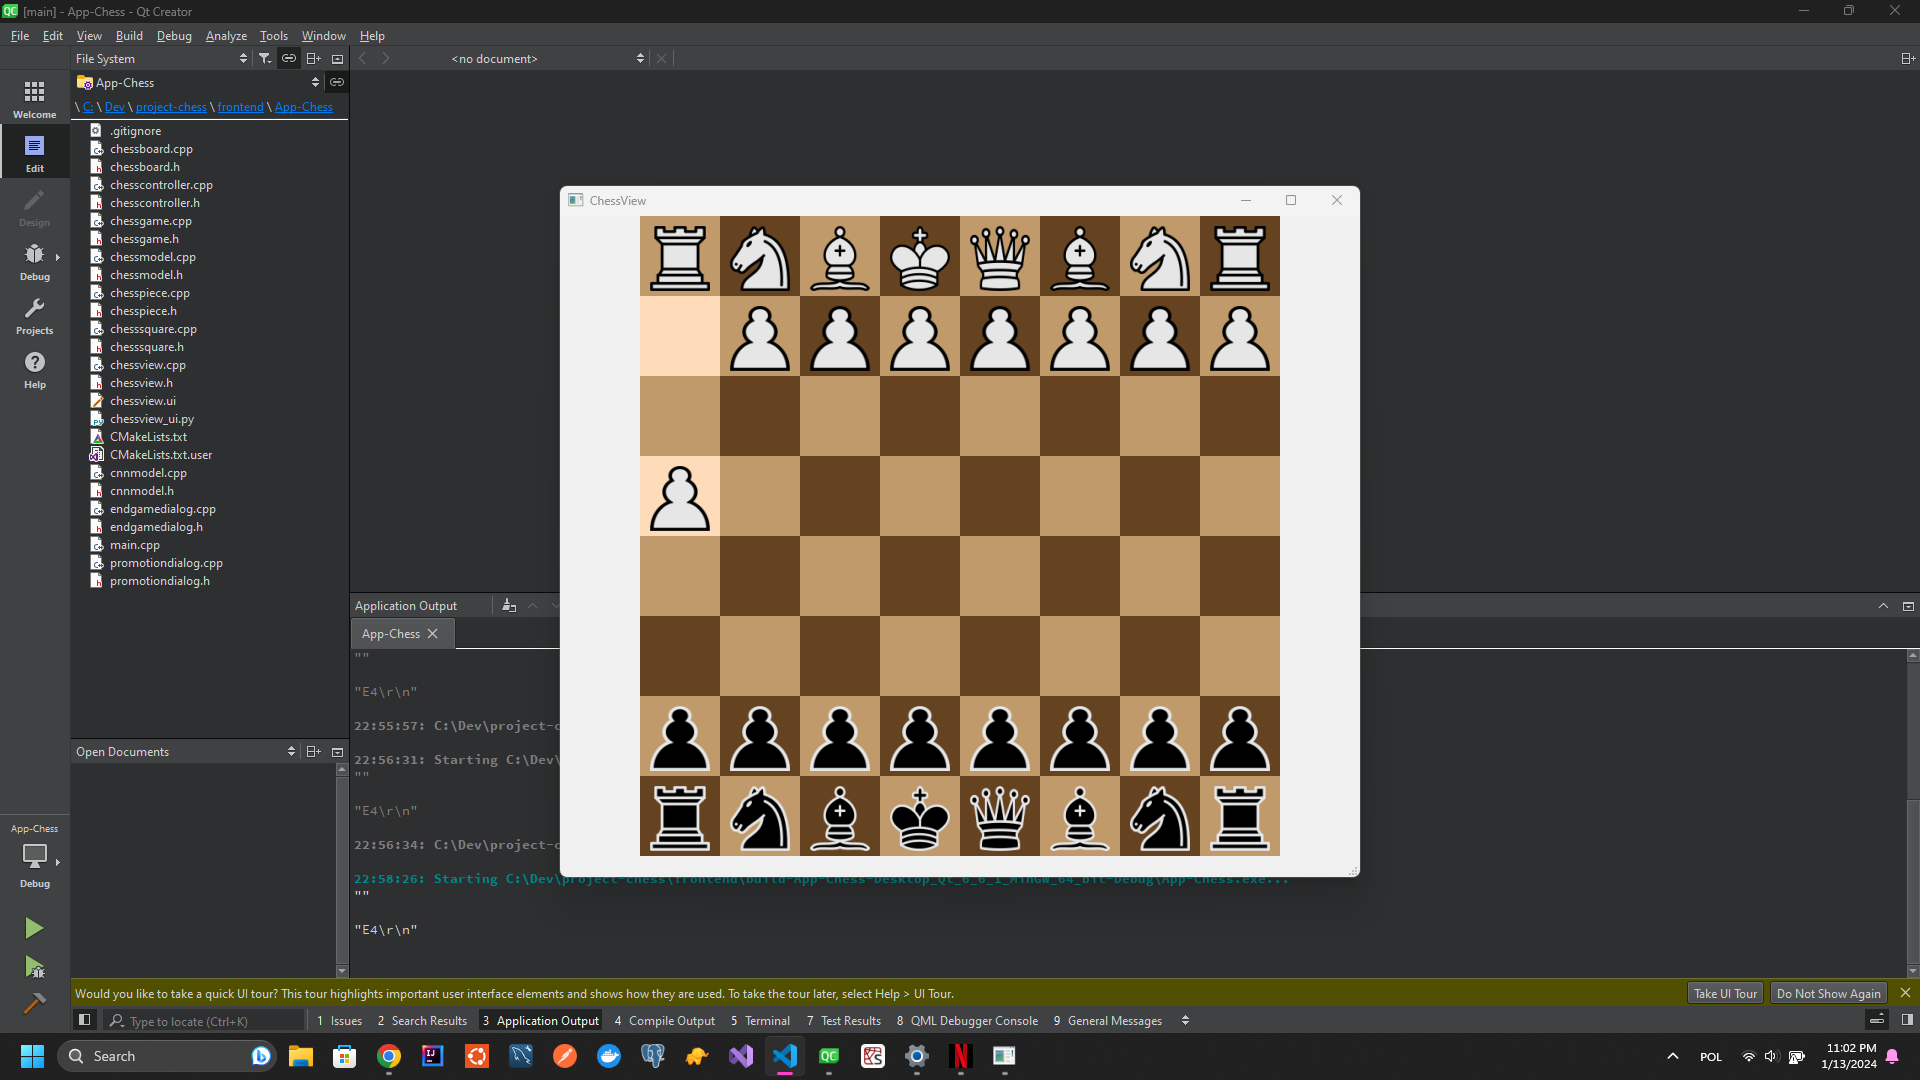 [main] - App-Chess - Qt Creator
File Edit View Build Debug Analyze Tools Window Help
File System
<no document>
App-Chess
\ C: \ Dev \ project-chess \ frontend \ App-Chess
Welcome
Edit
Design
Debug
Projects
Help
.gitignore
chessboard.cpp
chessboard.h
chesscontroller.cpp
chesscontroller.h
chessgame.cpp
chessgame.h
chessmodel.cpp
chessmodel.h
chesspiece.cpp
chesspiece.h
chesssquare.cpp
chesssquare.h
chessview.cpp
chessview.h
chessview.ui
chessview_ui.py
CMakeLists.txt
CMakeLists.txt.user
cnnmodel.cpp
cnnmodel.h
endgamedialog.cpp
endgamedialog.h
main.cpp
promotiondialog.cpp
promotiondialog.h
ChessView
Application Output
App-Chess
""
"E4\r\n"
22:55:57: C:\Dev\project-c
22:56:31: Starting C:\Dev\
""
"E4\r\n"
22:56:34: C:\Dev\project-c
22:58:26: Starting C:\Dev\project-chess\frontend\build-App-Chess-Desktop_Qt_6_6_1_MinGW_64_bit-Debug\App-Chess.exe...
""
"E4\r\n"
Open Documents
App-Chess
Debug
Would you like to take a quick UI tour? This tour highlights important user interface elements and shows how they are used. To take the tour later, select Help > UI Tour.
Take UI Tour
Do Not Show Again
Type to locate (Ctrl+K)
1 Issues 2 Search Results 3 Application Output 4 Compile Output 5 Terminal 7 Test Results 8 QML Debugger Console 9 General Messages
Search
POL
11:02 PM
1/13/2024